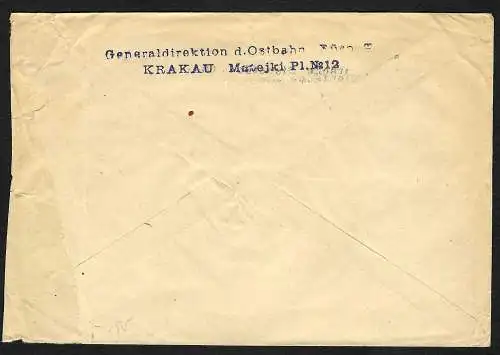 Generaldirektion d.Ostbahn
KRAKAU Matejki Pl.№12